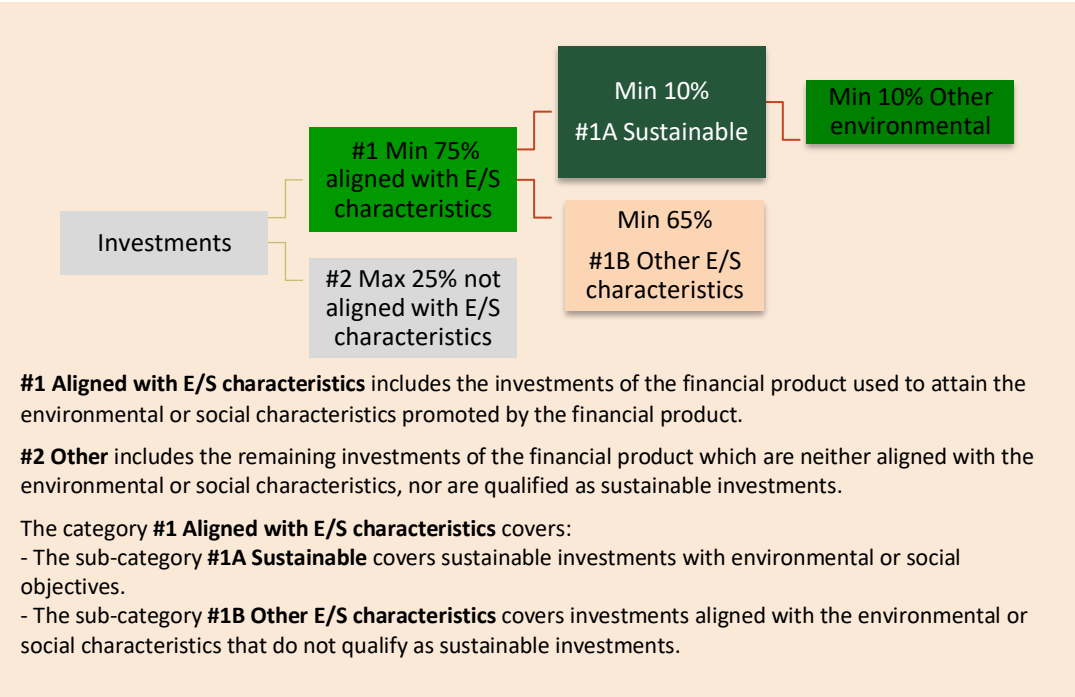 Investments
#1 Min 75%
aligned with E/S
characteristics
#2 Max 25% not
aligned with E/S
characteristics
Min 10%
#1A Sustainable
Min 65%
#1B Other E/S
characteristics
Min 10% Other
environmental
#1 Aligned with E/S characteristics includes the investments of the financial product used to attain the
environmental or social characteristics promoted by the financial product.
#2 Other includes the remaining investments of the financial product which are neither aligned with the
environmental or social characteristics, nor are qualified as sustainable investments.
The category #1 Aligned with E/S characteristics covers:
- The sub-category #1A Sustainable covers sustainable investments with environmental or social
objectives.
- The sub-category #1B Other E/S characteristics covers investments aligned with the environmental or
social characteristics that do not qualify as sustainable investments.